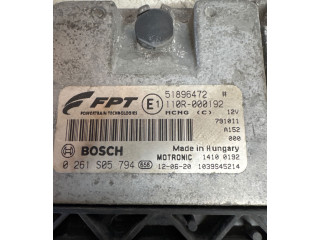 51896472 H
FPT E1 110R-000192
POWERTRAIN TECHNOLOGIES MCMG (C) 12V
791011
A152
BOSCH Made in Hungary 000
MOTRONIC 1410 0192
0 261 S05 794 656 12-06-20 1039S45214